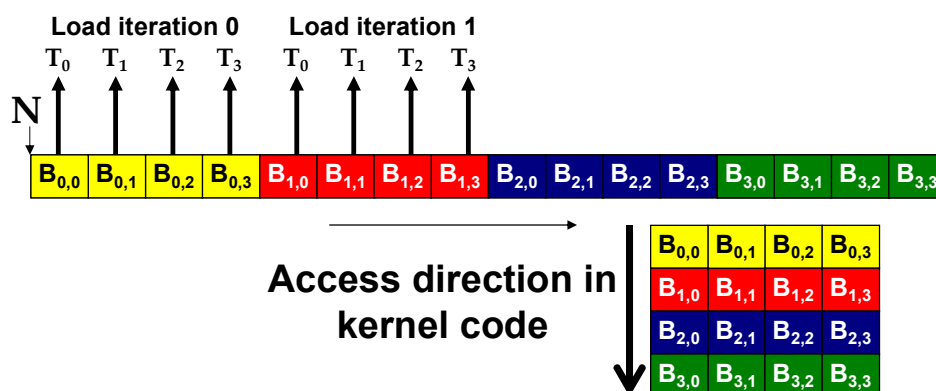 Load iteration 0 Load iteration 1
T₀ T₁ T₂ T₃ T₀ T₁ T₂ T₃
N
B₀,₀ B₀,₁ B₀,₂ B₀,₃ B₁,₀ B₁,₁ B₁,₂ B₁,₃ B₂,₀ B₂,₁ B₂,₂ B₂,₃ B₃,₀ B₃,₁ B₃,₂ B₃,₃
Access direction in
kernel code
B₀,₀ B₀,₁ B₀,₂ B₀,₃
B₁,₀ B₁,₁ B₁,₂ B₁,₃
B₂,₀ B₂,₁ B₂,₂ B₂,₃
B₃,₀ B₃,₁ B₃,₂ B₃,₃